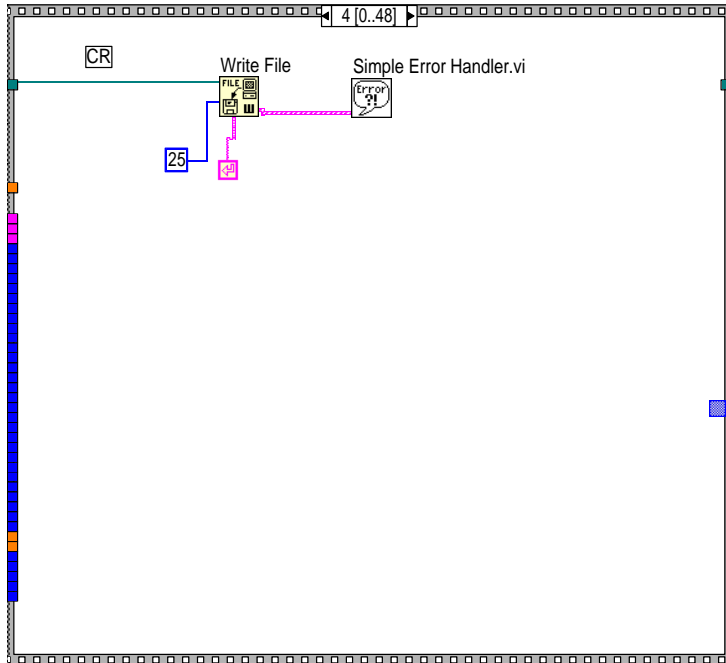 4 [0..48]
CR
Write File
Simple Error Handler.vi
FILE
Error
?!
25